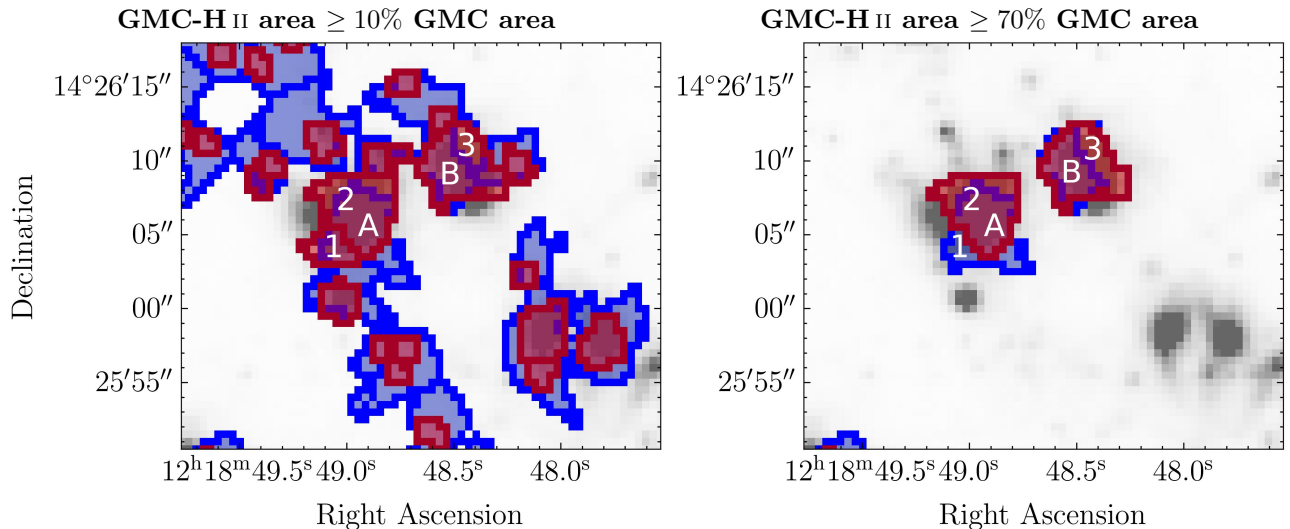 GMC-H II area ≥ 10% GMC area
GMC-H II area ≥ 70% GMC area
14°26′15″
10″
05″
00″
25′55″
Declination
3
B
2
A
1
12ʰ18ᵐ49.5ˢ 49.0ˢ 48.5ˢ 48.0ˢ
Right Ascension
14°26′15″
10″
05″
00″
25′55″
3
B
2
A
1
12ʰ18ᵐ49.5ˢ 49.0ˢ 48.5ˢ 48.0ˢ
Right Ascension